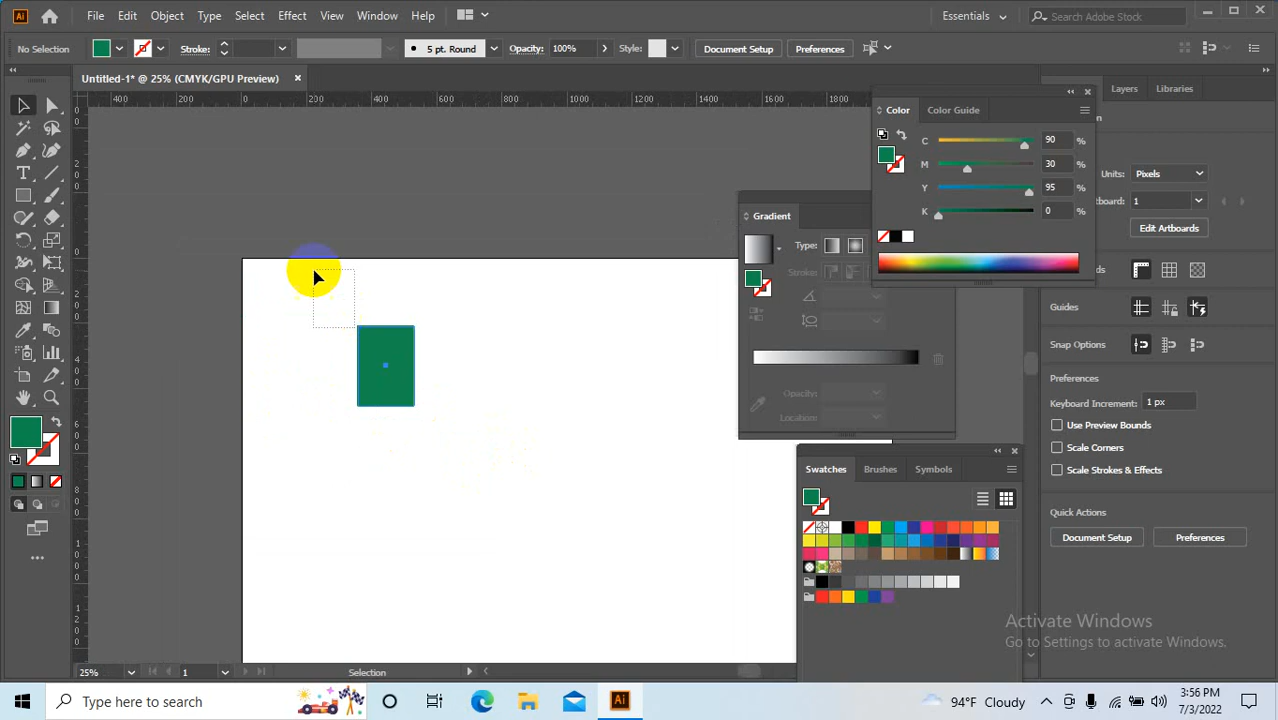 Ai File Edit Object Type Select Effect View Window Help Essentials Search Adobe Stock
No Selection Stroke: 5 pt. Round Opacity: 100% Style: Document Setup Preferences
Untitled-1* @ 25% (CMYK/GPU Preview)
400 200 0 200 400 600 800 1000 1200 1400 1600 1800
Color Color Guide
C 90 %
M 30 %
Y 95 %
K 0 %
Layers Libraries
Units: Pixels
1
Edit Artboards
Guides
Snap Options
Preferences
Keyboard Increment: 1 px
Use Preview Bounds
Scale Corners
Scale Strokes & Effects
Quick Actions
Document Setup Preferences
Gradient
Type:
Strokes
Opacity:
Locations:
Swatches Brushes Symbols
Activate Windows
Go to Settings to activate Windows.
25% 1 Selection
Type here to search
Ai
94°F Cloudy
3:56 PM
7/3/2022